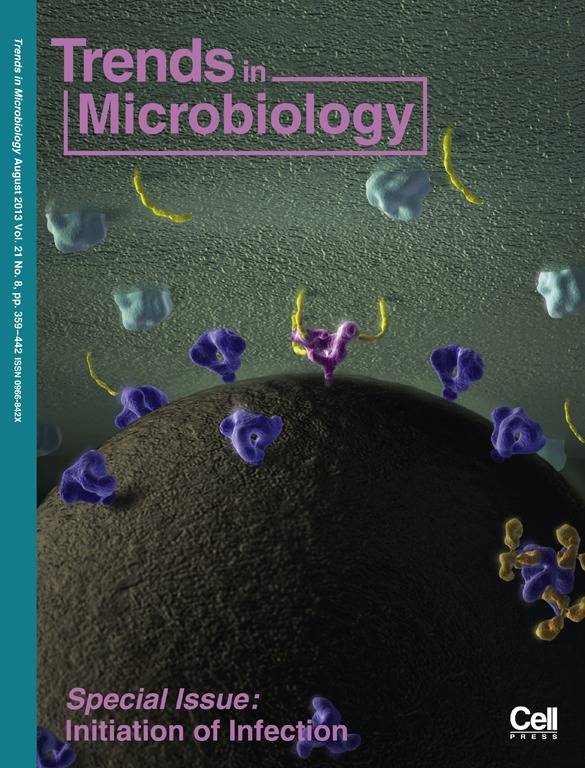 Trends in
Microbiology
Trends in Microbiology August 2013 Vol. 21 No. 8, pp. 359–442 ISSN 0966-842X
Special Issue:
Initiation of Infection
Cell
PRESS